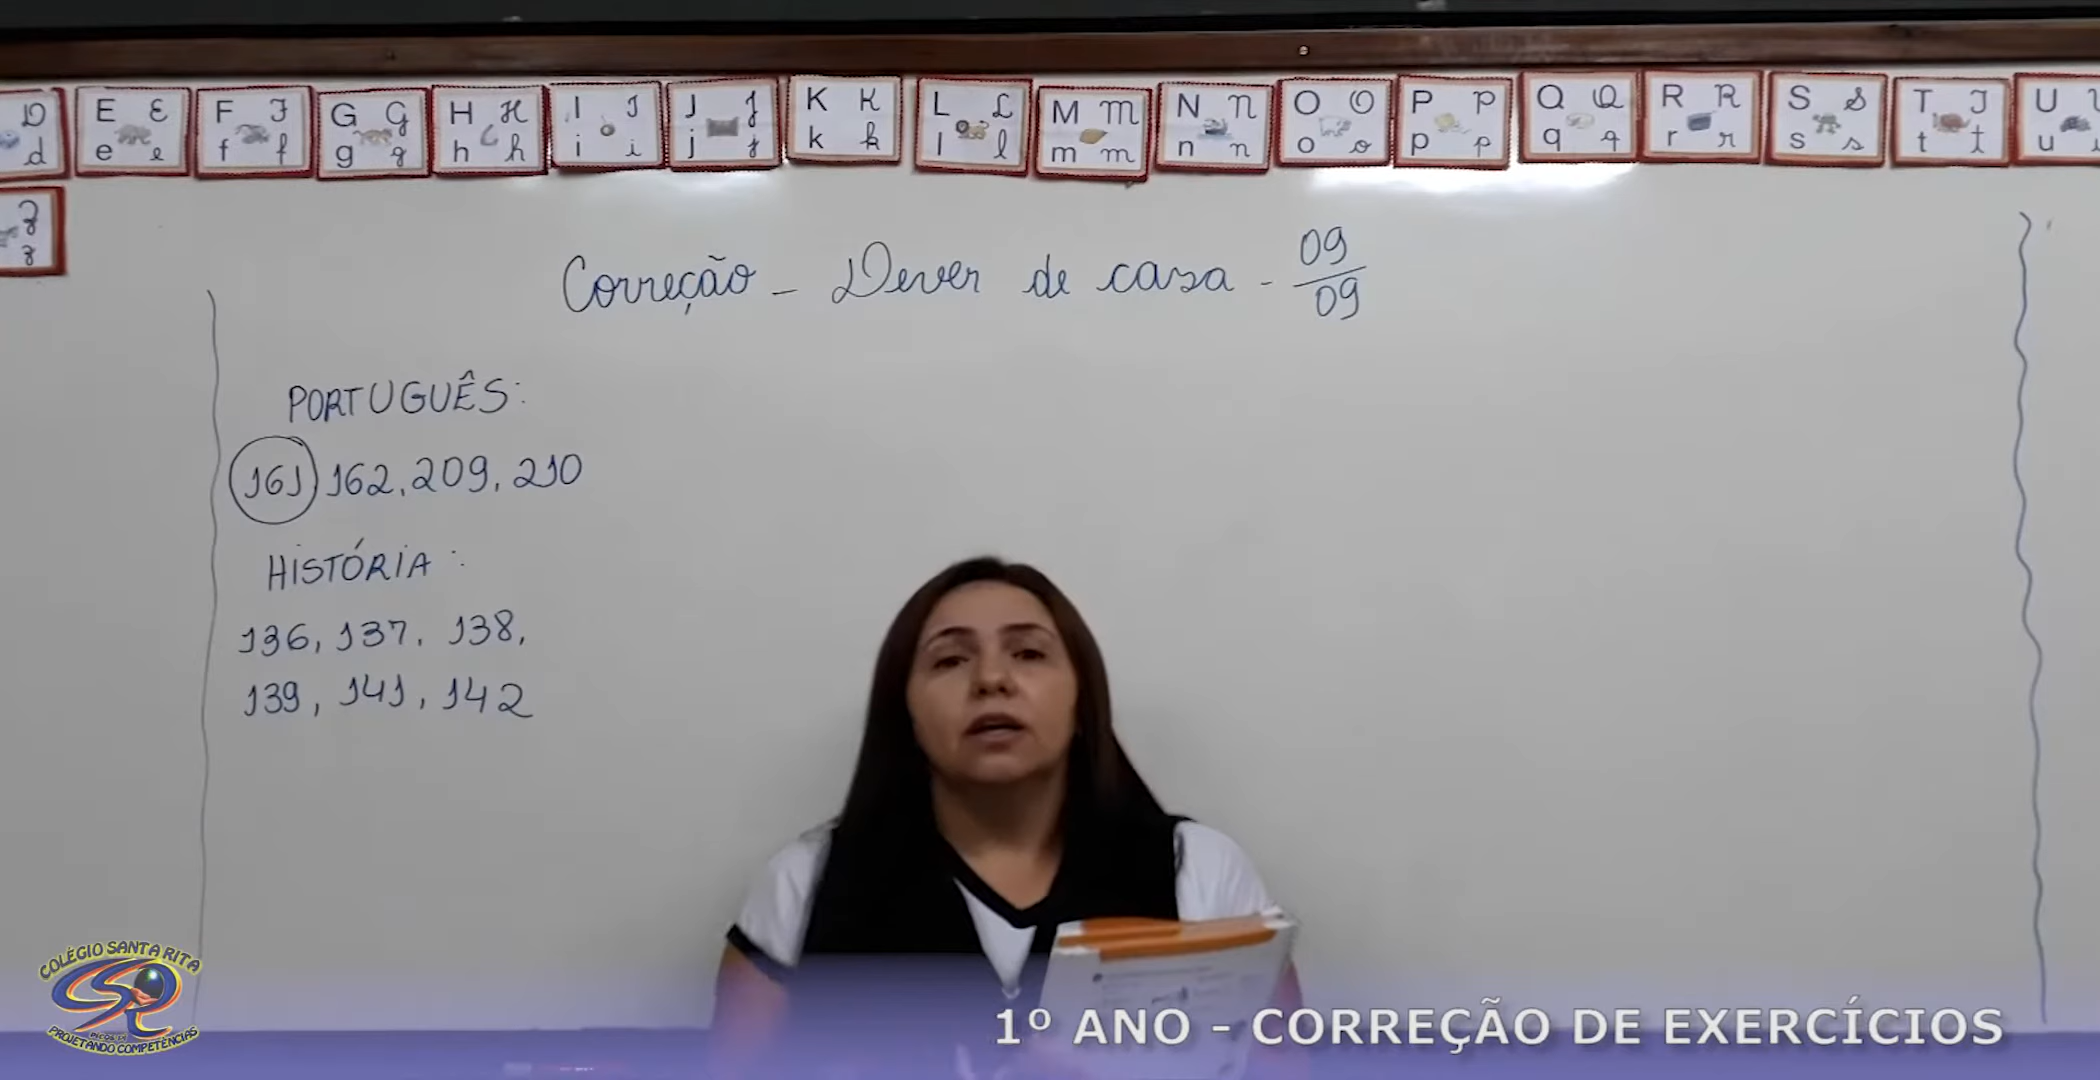 D
d
E E
e e
F F
f f
G G
g g
H H
h h
I I
i i
J J
j j
K K
k k
L L
l l
M M
m m
N N
n n
O O
o o
P P
p p
Q Q
q q
R R
r r
S S
s s
T T
t t
U
u
Z
z
Correção - Dever de casa - 09/09
PORTUGUÊS:
161 162, 209, 210
HISTÓRIA:
136, 137, 138,
139, 141, 142
COLÉGIO SANTA RITA
PROJETANDO COMPETÊNCIAS
1º ANO - CORREÇÃO DE EXERCÍCIOS